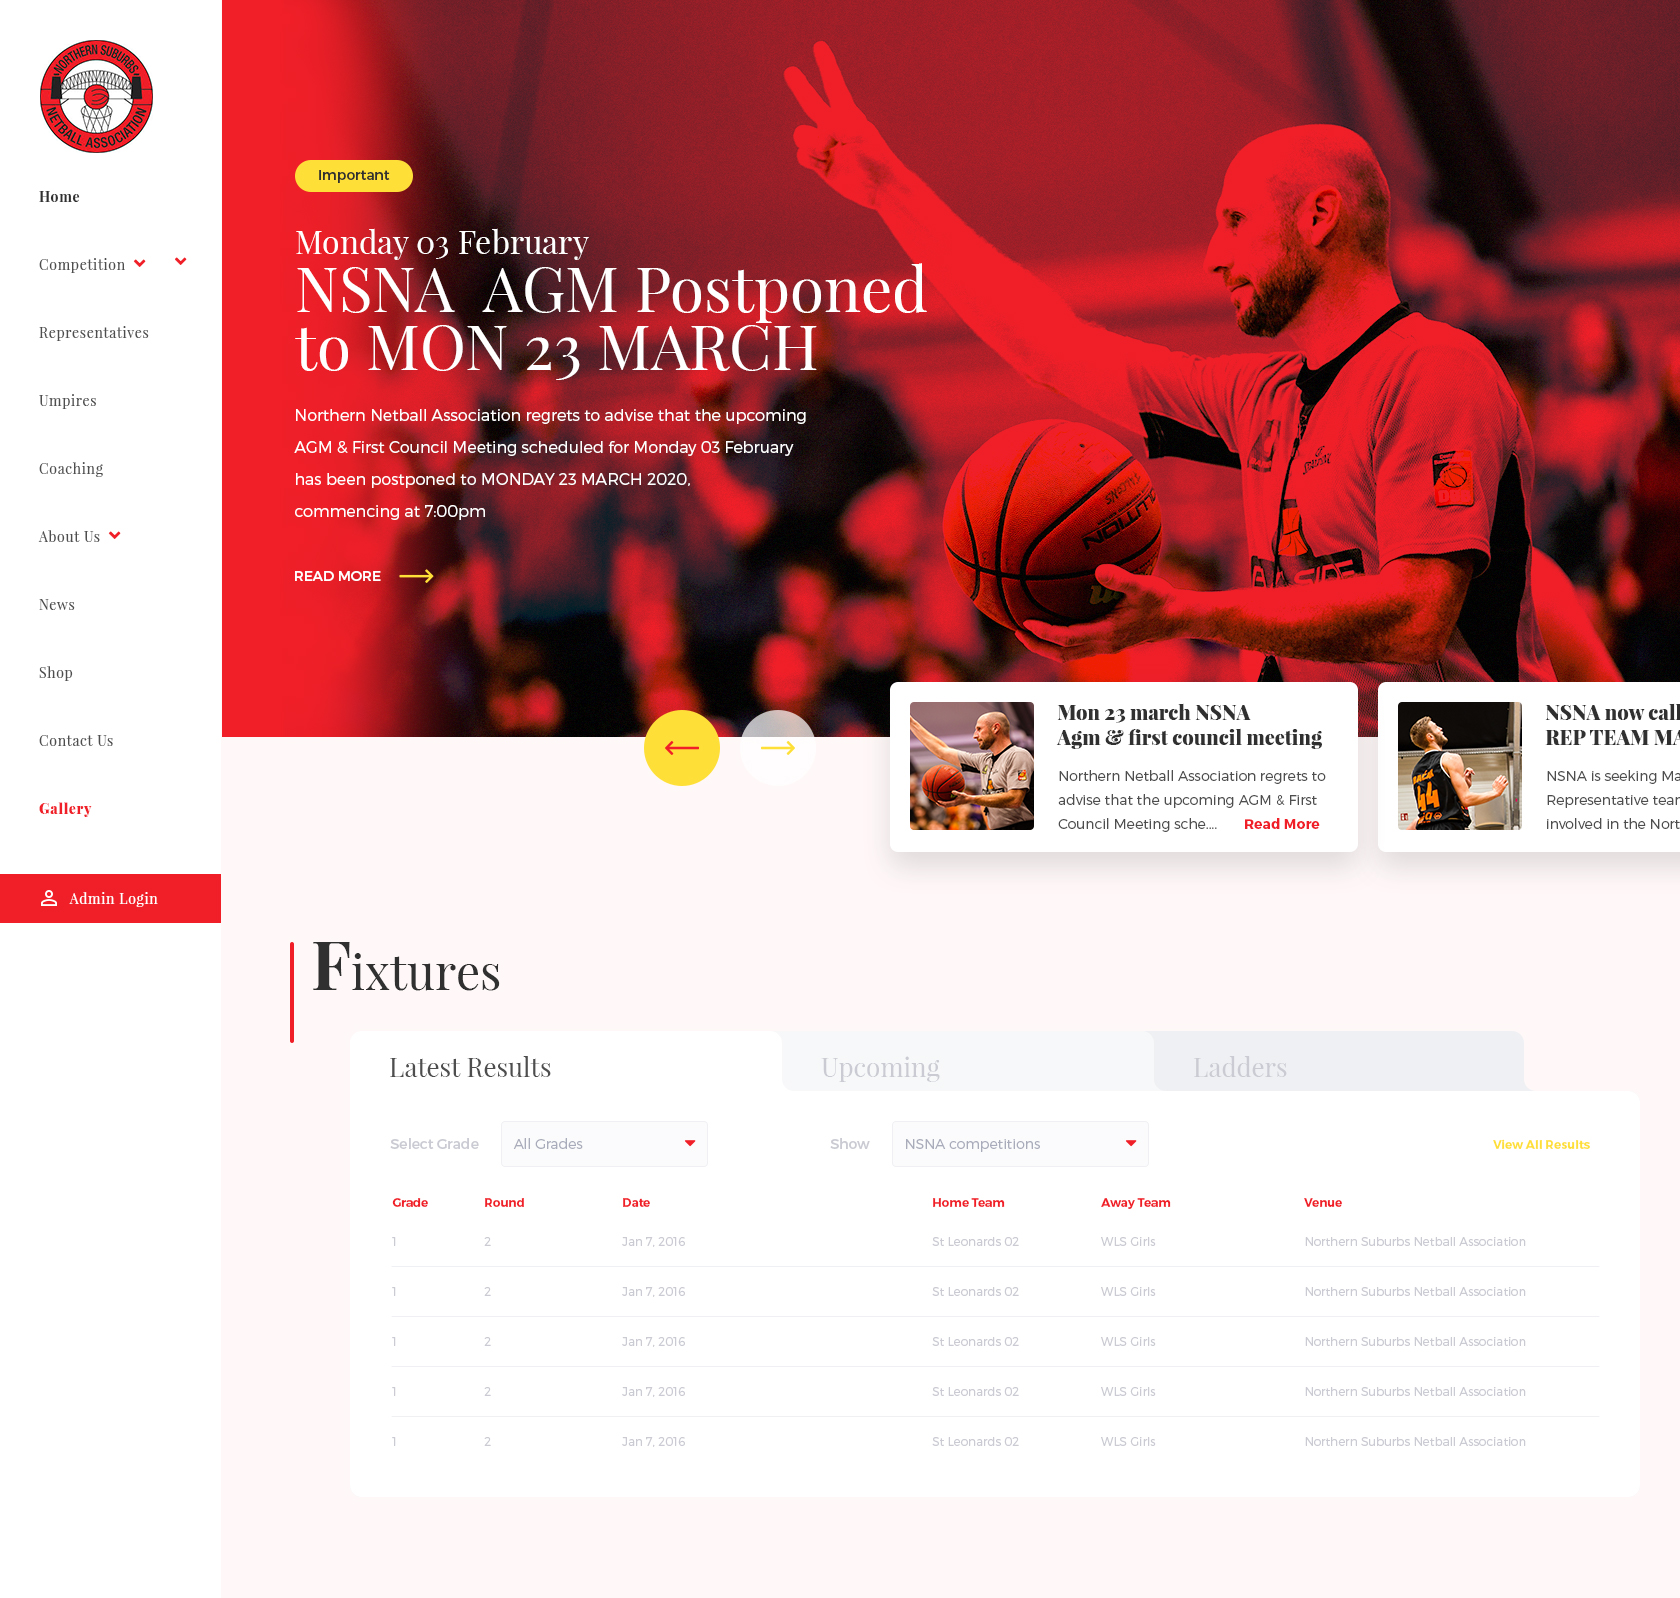 NORTHERN SUBURBS
NETBALL ASSOCIATION
Home
Competition
Representatives
Umpires
Coaching
About Us
News
Shop
Contact Us
Gallery
Admin Login
Important
Monday 03 February
NSNA AGM Postponed
to MON 23 MARCH
Northern Netball Association regrets to advise that the upcoming
AGM & First Council Meeting scheduled for Monday 03 February
has been postponed to MONDAY 23 MARCH 2020,
commencing at 7:00pm
READ MORE
SPALDING
Mon 23 march NSNA
Agm & first council meeting
Northern Netball Association regrets to
advise that the upcoming AGM & First
Council Meeting sche.... Read More
44
NSNA now call
REP TEAM MA
NSNA is seeking Ma
Representative tear
involved in the Nort
Fixtures
Latest Results
Upcoming
Ladders
Select Grade All Grades Show NSNA competitions View All Results
Grade Round Date Home Team Away Team Venue
1 2 Jan 7, 2016 St Leonards 02 WLS Girls Northern Suburbs Netball Association
1 2 Jan 7, 2016 St Leonards 02 WLS Girls Northern Suburbs Netball Association
1 2 Jan 7, 2016 St Leonards 02 WLS Girls Northern Suburbs Netball Association
1 2 Jan 7, 2016 St Leonards 02 WLS Girls Northern Suburbs Netball Association
1 2 Jan 7, 2016 St Leonards 02 WLS Girls Northern Suburbs Netball Association